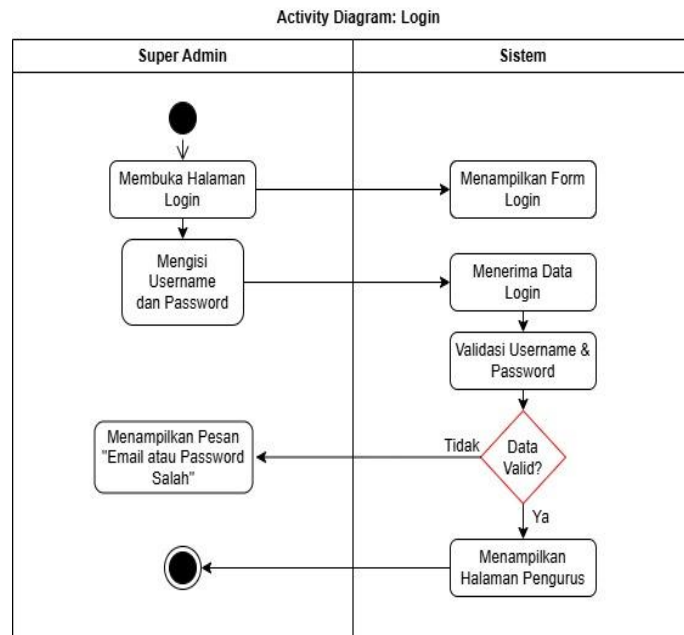 Activity Diagram: Login
Super Admin
Sistem
Membuka Halaman
Login
Menampilkan Form
Login
Mengisi
Username
dan Password
Menerima Data
Login
Validasi Username &
Password
Menampilkan Pesan
"Email atau Password
Salah"
Tidak
Data
Valid?
Ya
Menampilkan
Halaman Pengurus